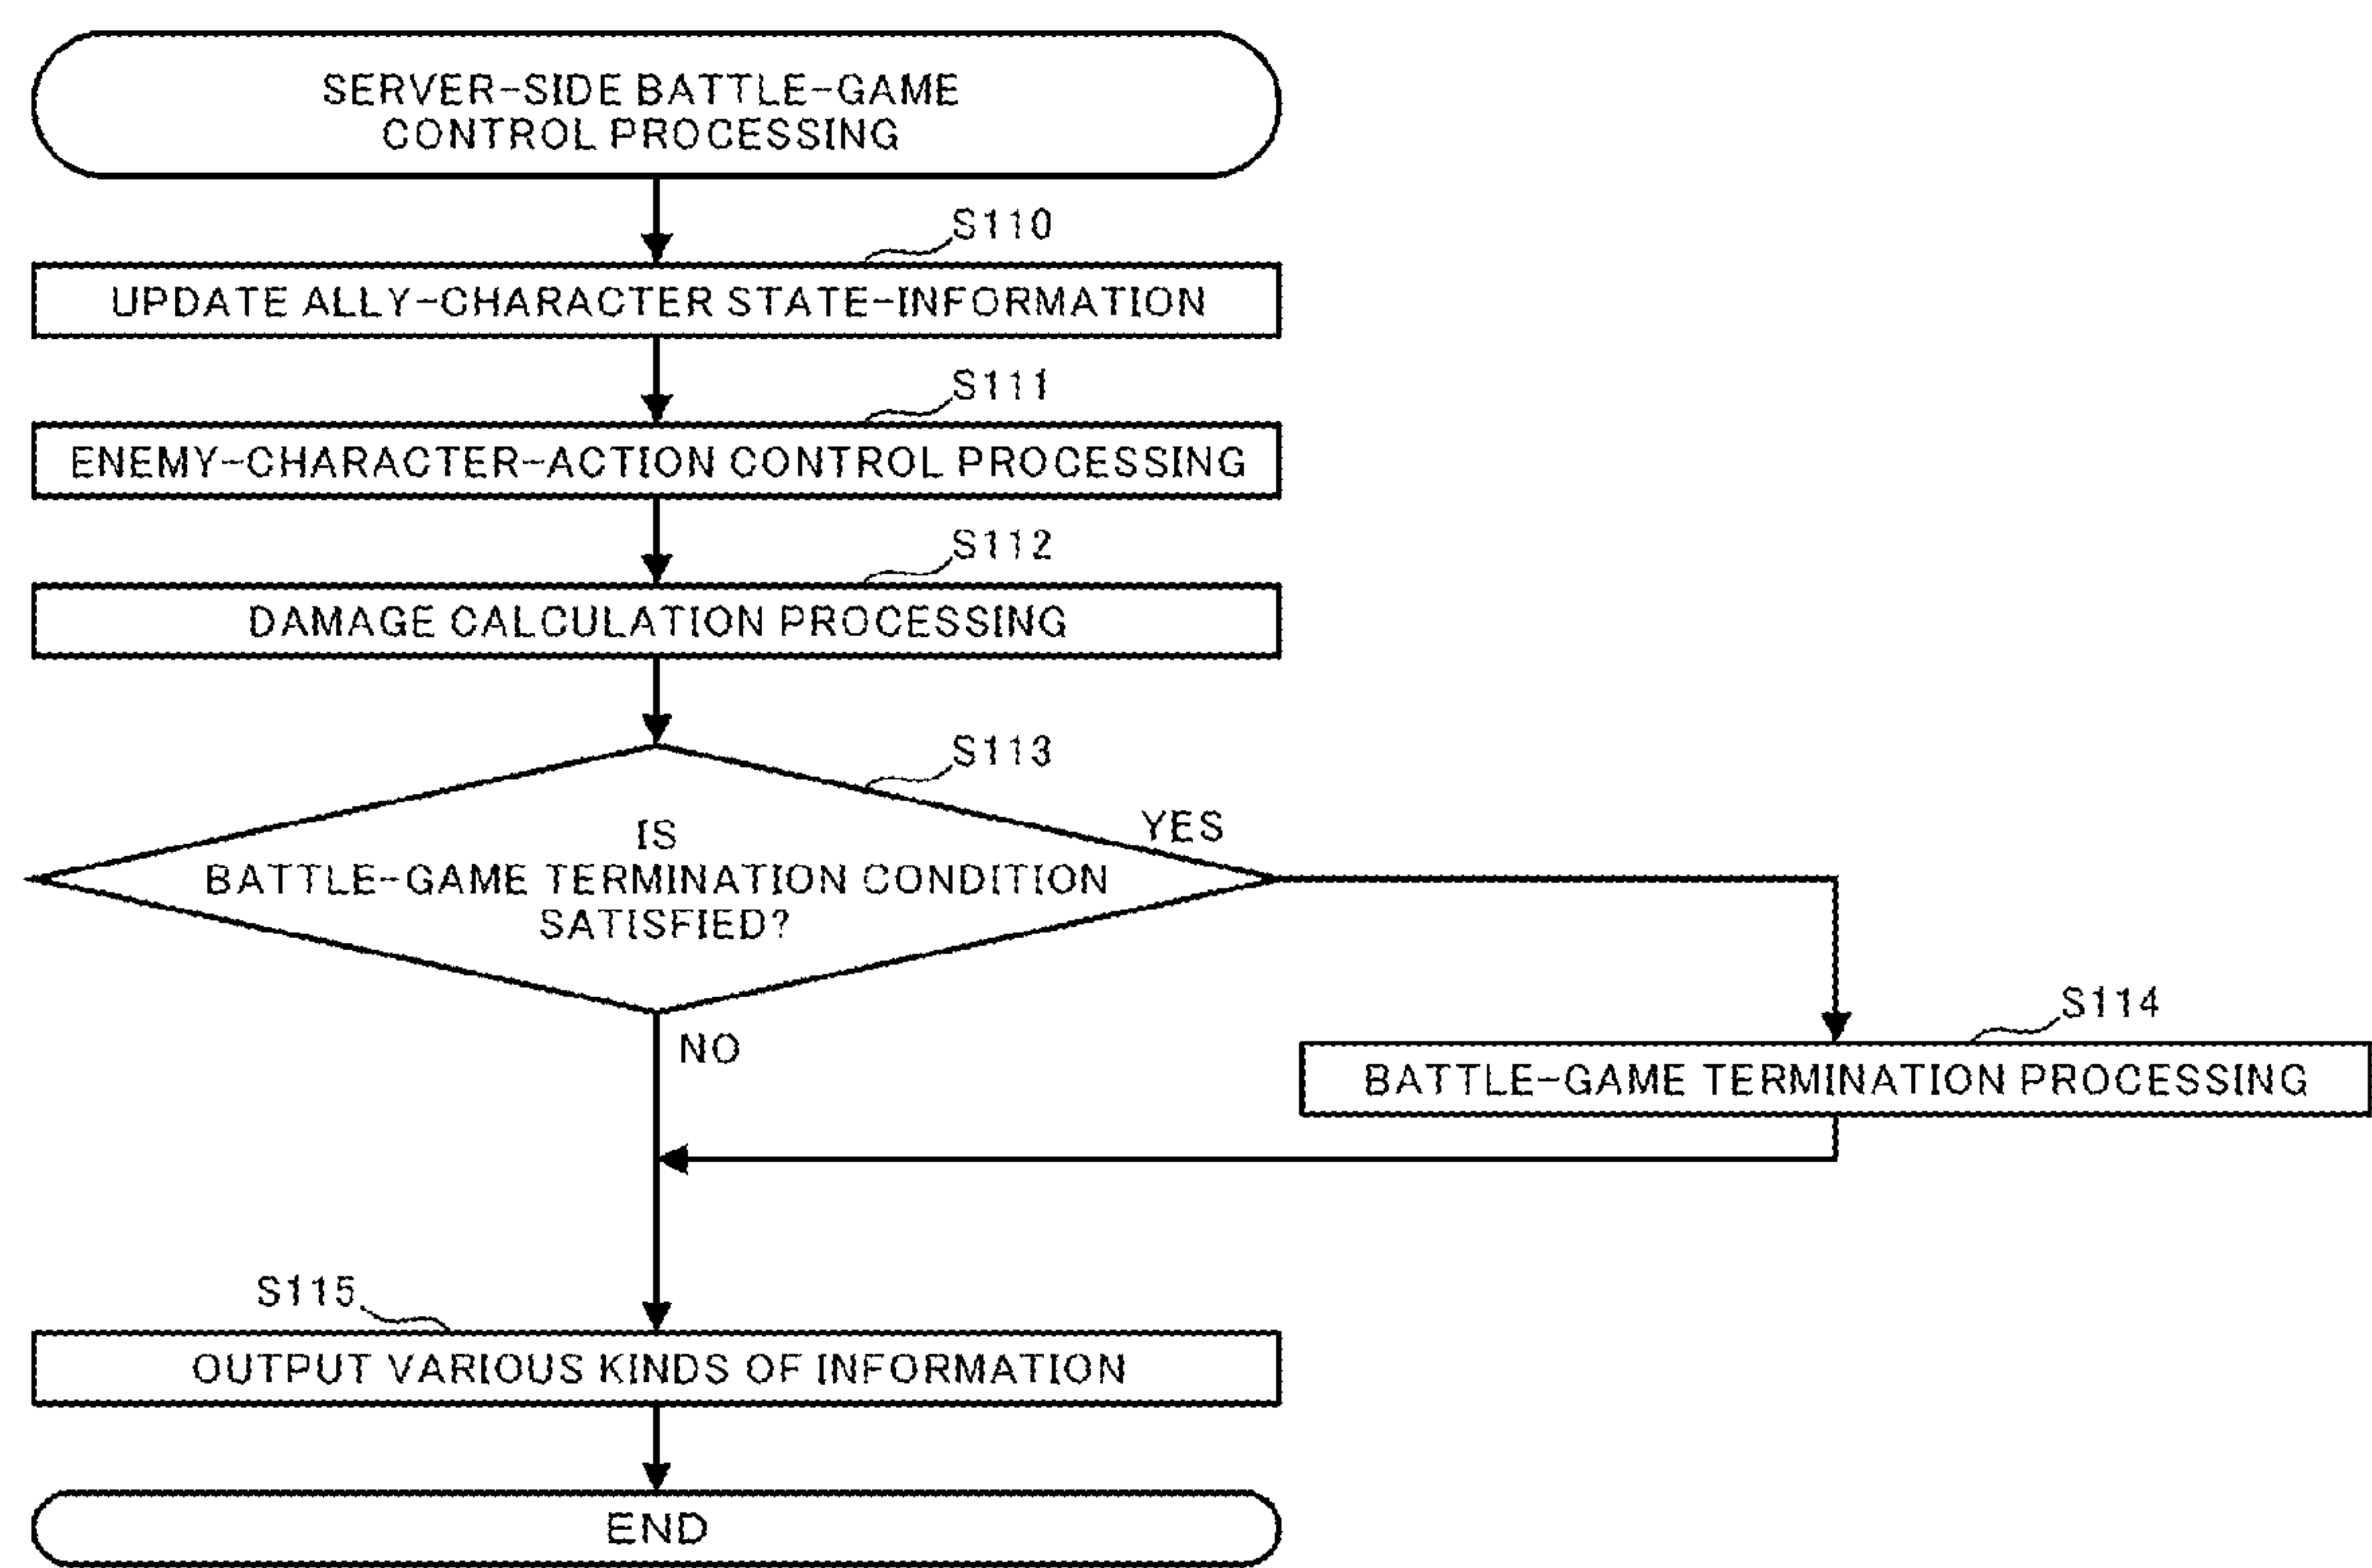 SERVER-SIDE BATTLE-GAME
CONTROL PROCESSING
S110
UPDATE ALLY-CHARACTER STATE-INFORMATION
S111
ENEMY-CHARACTER-ACTION CONTROL PROCESSING
S112
DAMAGE CALCULATION PROCESSING
S113
IS
BATTLE-GAME TERMINATION CONDITION
SATISFIED?
YES
NO
S114
BATTLE-GAME TERMINATION PROCESSING
S115
OUTPUT VARIOUS KINDS OF INFORMATION
END